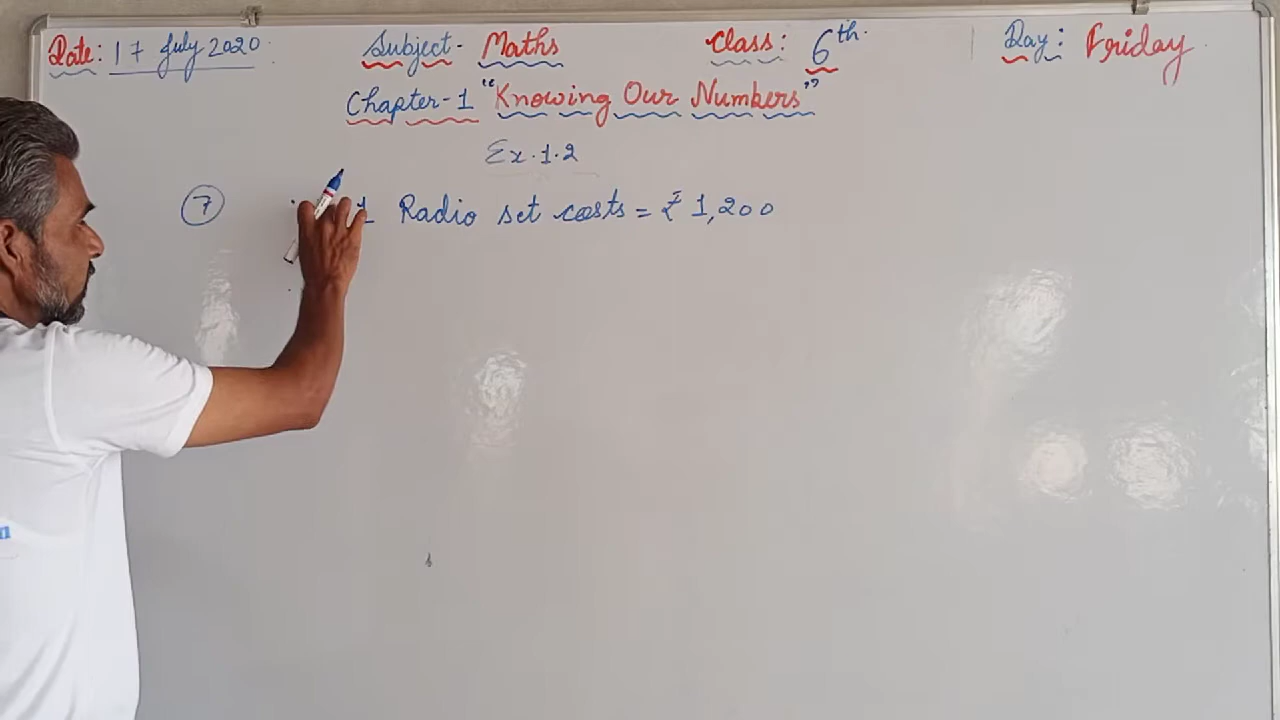 Date: 17 July 2020 Subject- Maths Class: 6th Day: Friday
Chapter-1 "Knowing Our Numbers"
Ex.1.2
7 1 Radio set costs = ₹ 1,200